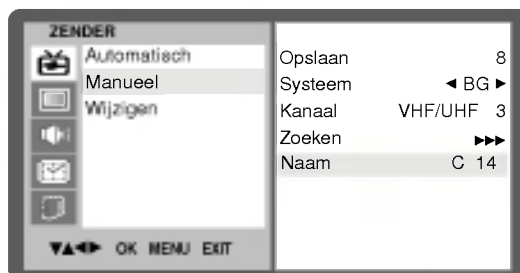 ZENDER
Automatisch
Manueel
Wijzigen
▼▲◀▶ OK MENU EXIT
Opslaan 8
Systeem ◀ BG ▶
Kanaal VHF/UHF 3
Zoeken ▶▶▶
Naam C 14